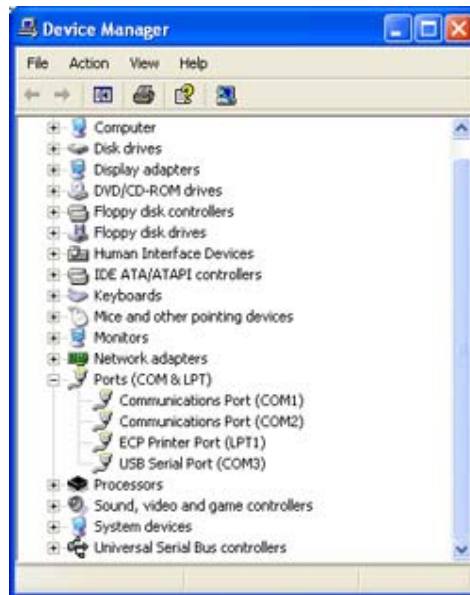 Device Manager
File Action View Help
Computer
Disk drives
Display adapters
DVD/CD-ROM drives
Floppy disk controllers
Floppy disk drives
Human Interface Devices
IDE ATA/ATAPI controllers
Keyboards
Mice and other pointing devices
Monitors
Network adapters
Ports (COM & LPT)
Communications Port (COM1)
Communications Port (COM2)
ECP Printer Port (LPT1)
USB Serial Port (COM3)
Processors
Sound, video and game controllers
System devices
Universal Serial Bus controllers